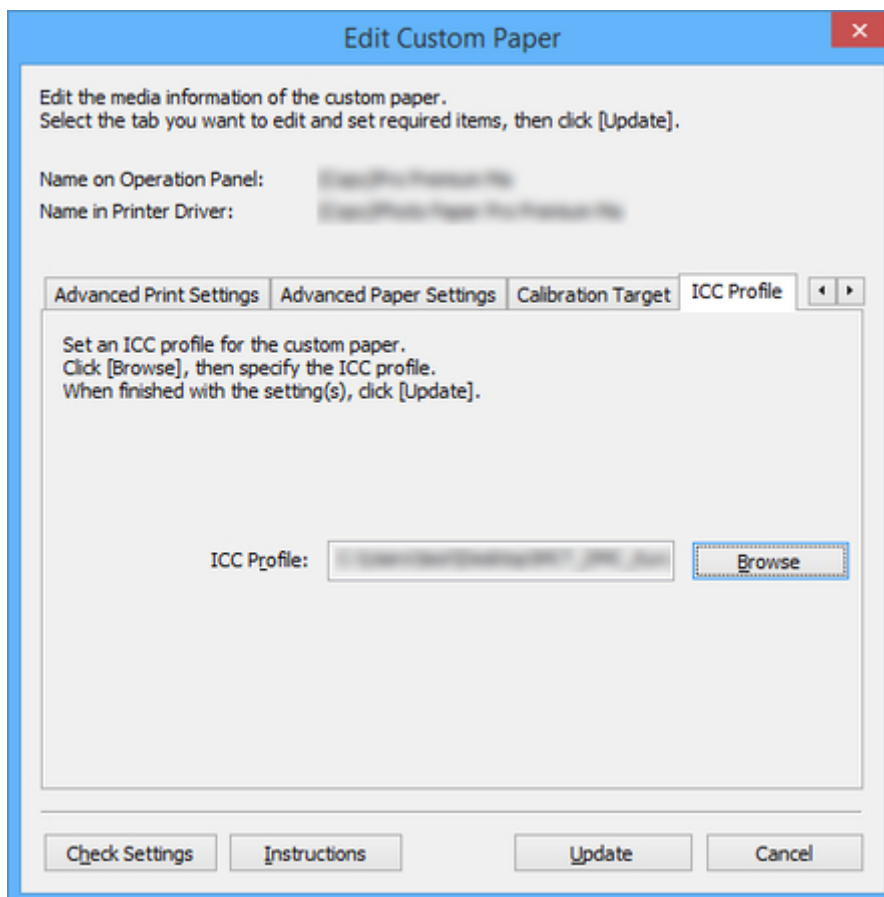 Edit Custom Paper
Edit the media information of the custom paper.
Select the tab you want to edit and set required items, then click [Update].
Name on Operation Panel:
Name in Printer Driver:
Advanced Print Settings Advanced Paper Settings Calibration Target ICC Profile
Set an ICC profile for the custom paper.
Click [Browse], then specify the ICC profile.
When finished with the setting(s), click [Update].
ICC Profile: Browse
Check Settings Instructions Update Cancel